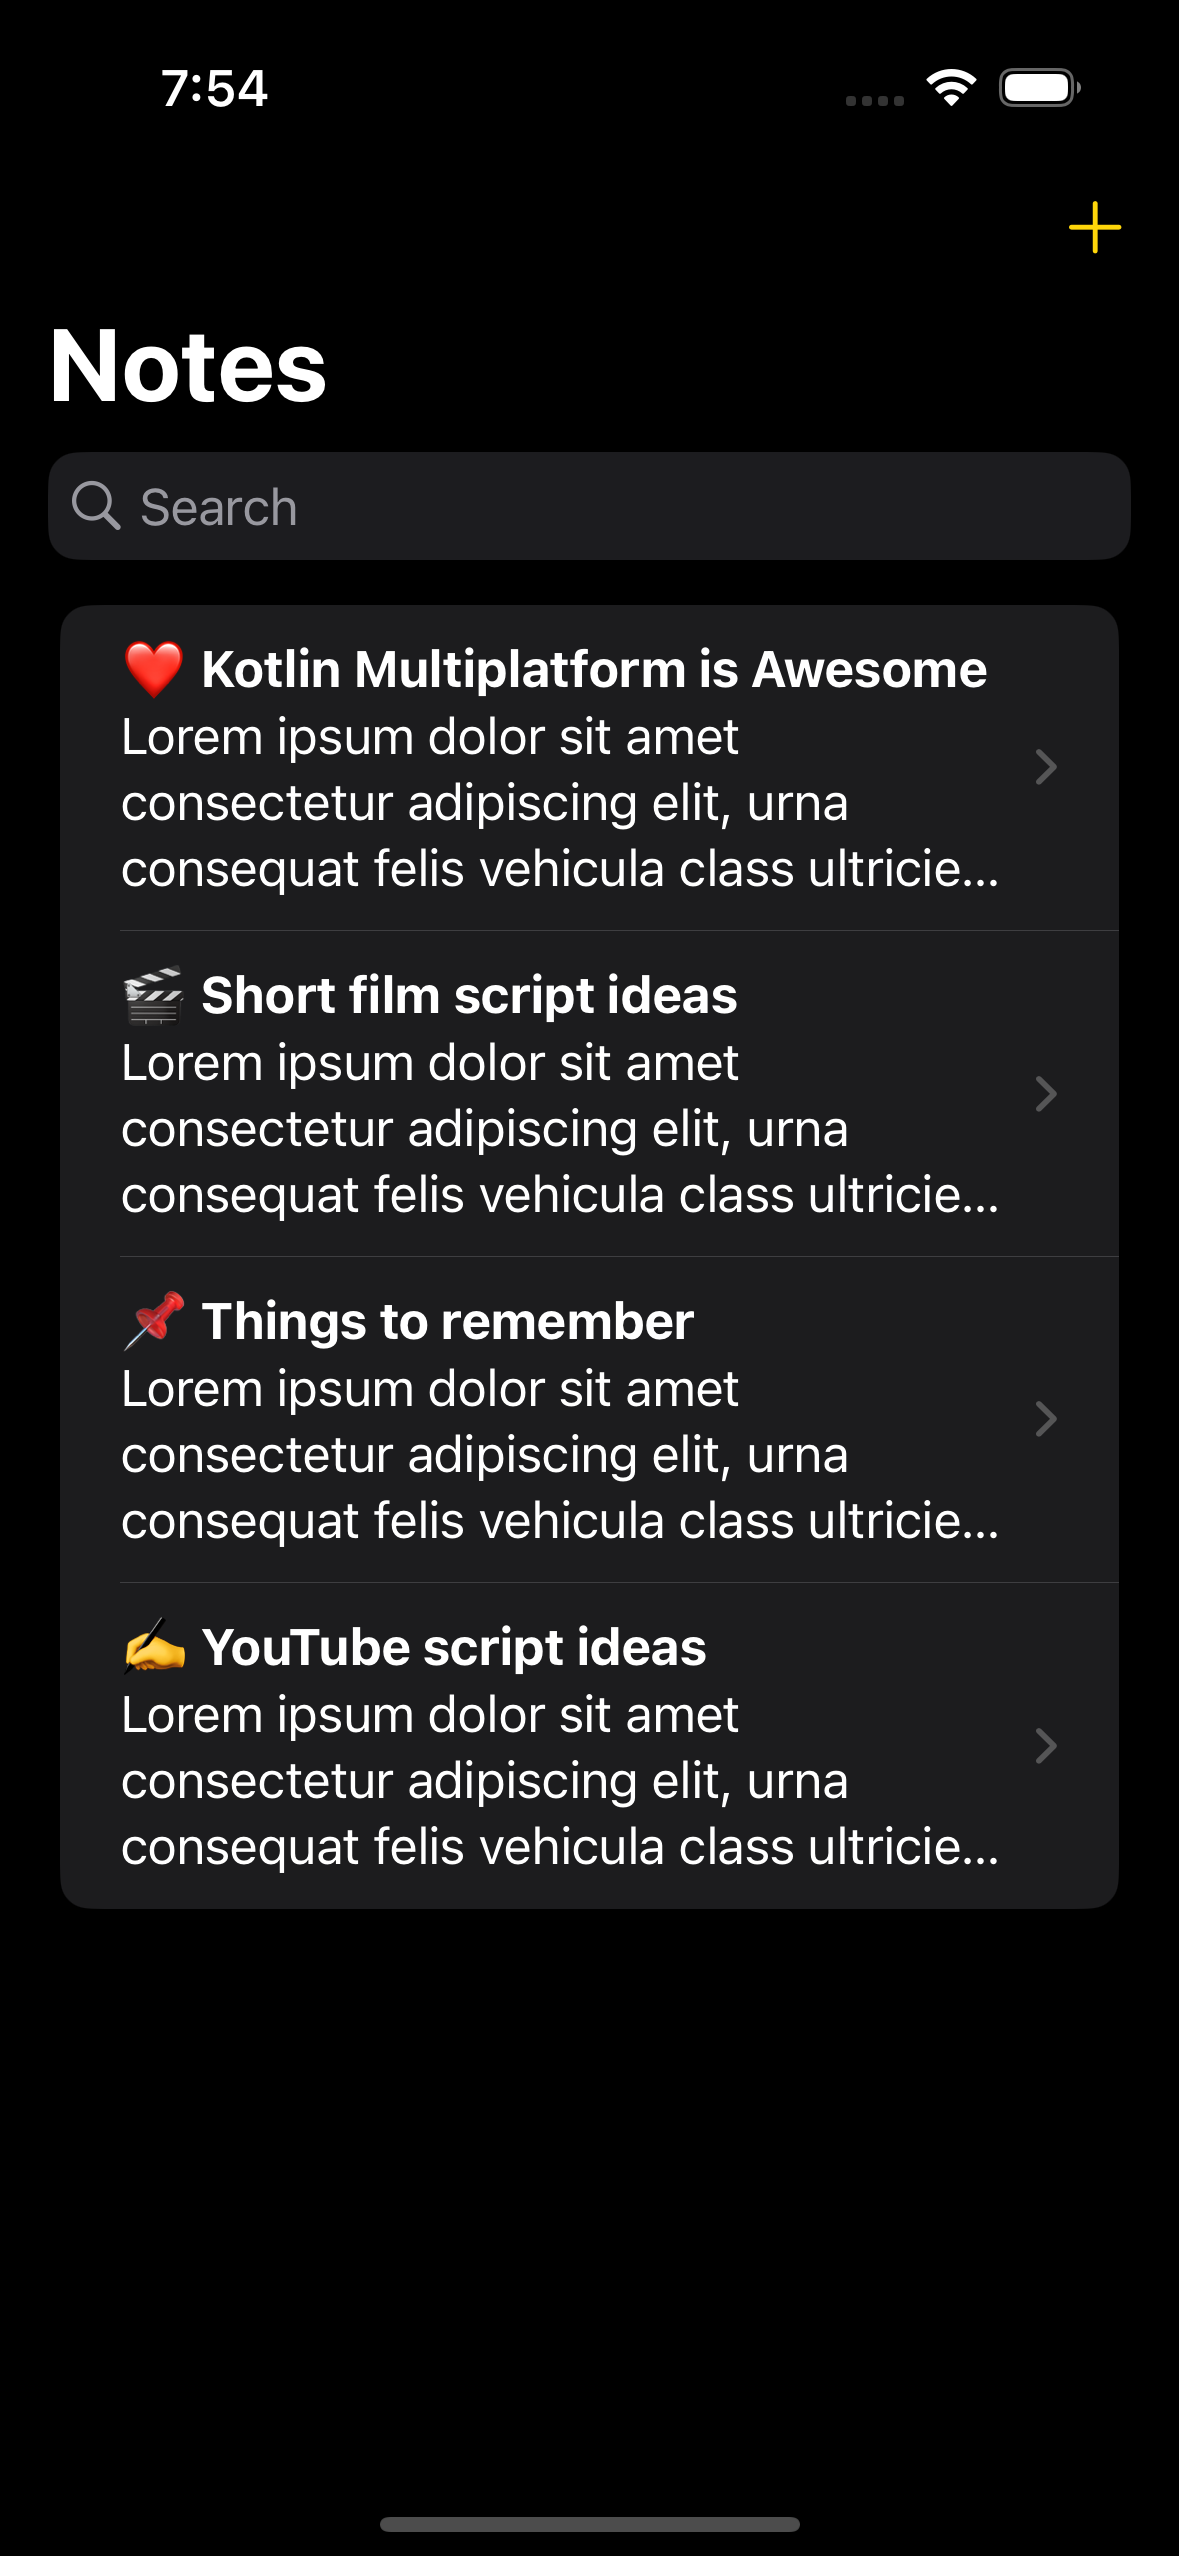 7:54
Notes
Search
❤️ Kotlin Multiplatform is Awesome
Lorem ipsum dolor sit amet
consectetur adipiscing elit, urna
consequat felis vehicula class ultricie...
🎬 Short film script ideas
Lorem ipsum dolor sit amet
consectetur adipiscing elit, urna
consequat felis vehicula class ultricie...
📌 Things to remember
Lorem ipsum dolor sit amet
consectetur adipiscing elit, urna
consequat felis vehicula class ultricie...
✍️ YouTube script ideas
Lorem ipsum dolor sit amet
consectetur adipiscing elit, urna
consequat felis vehicula class ultricie...